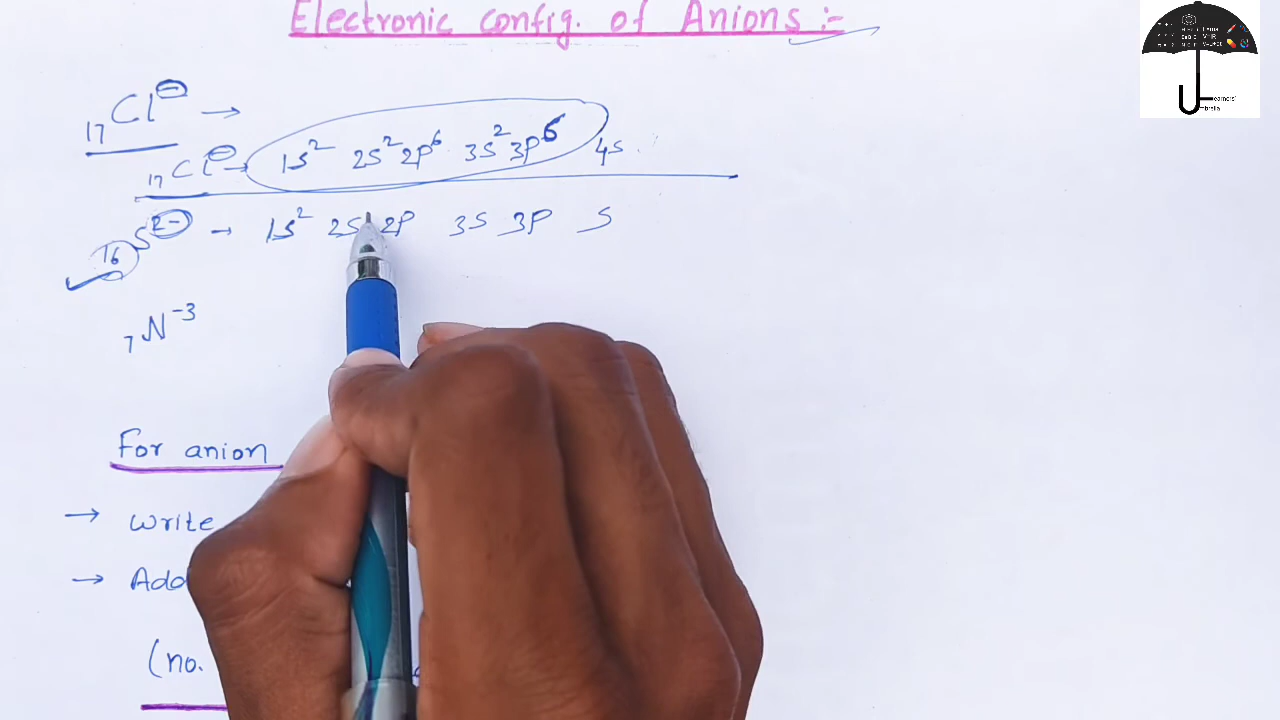 Electronic config. of Anions :-
17Cl⊖ →
17Cl⊖ → 1s² 2s² 2p⁶ 3s² 3p⁶ 4s
16S²⁻ → 1s² 2s 2p 3s 3p s
7N⁻³
For anion
→ Write
→ Add
(no.